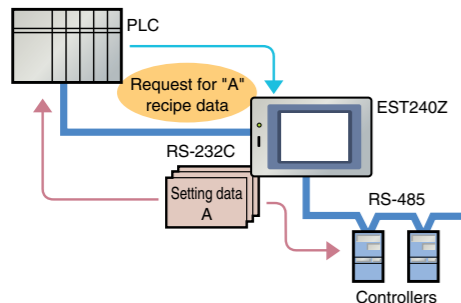 PLC
Request for "A"
recipe data
EST240Z
RS-232C
Setting data
A
RS-485
Controllers